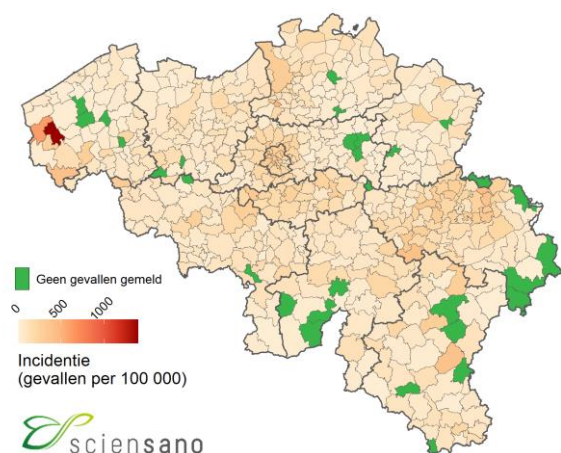 Geen gevallen gemeld
0
500
1000
Incidentie
(gevallen per 100 000)
sciensano